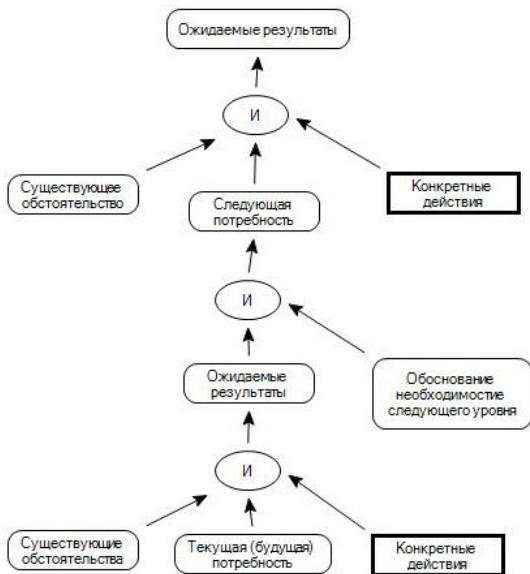 Ожидаемые результаты
И
Существующее
обстоятельство
Следующая
потребность
Конкретные
действия
И
Ожидаемые
результаты
Обоснование
необходимостие
следующего уровня
И
Существующие
обстоятельства
Текущая (будущая)
потребность
Конкретные
действия